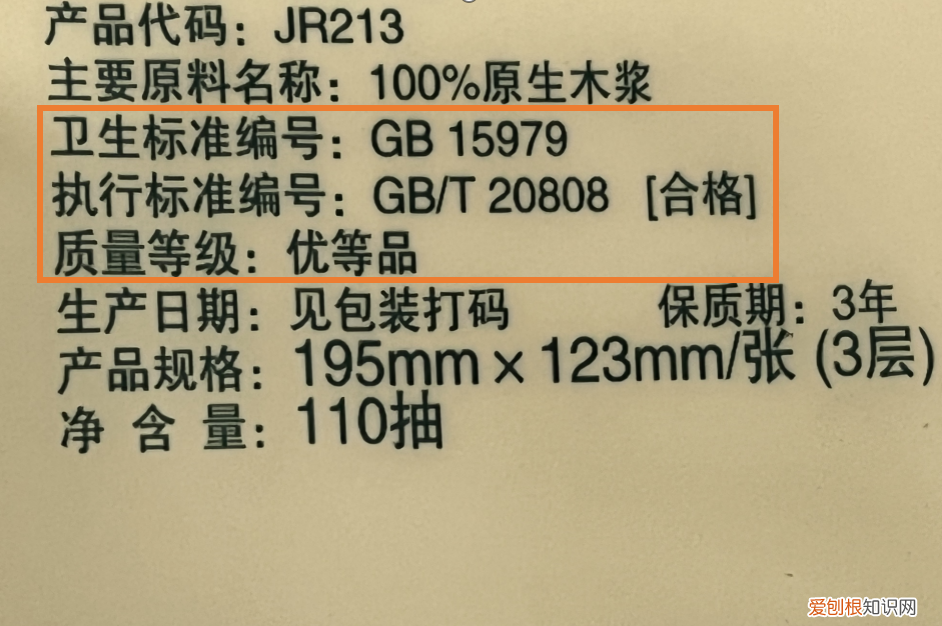 产品代码：JR213
主要原料名称：100%原生木浆
卫生标准编号：GB 15979
执行标准编号：GB/T 20808 [合格]
质量等级：优等品
生产日期：见包装打码 保质期：3年
产品规格：195mm×123mm/张 (3层)
净含量：110抽
爱刨根知识网